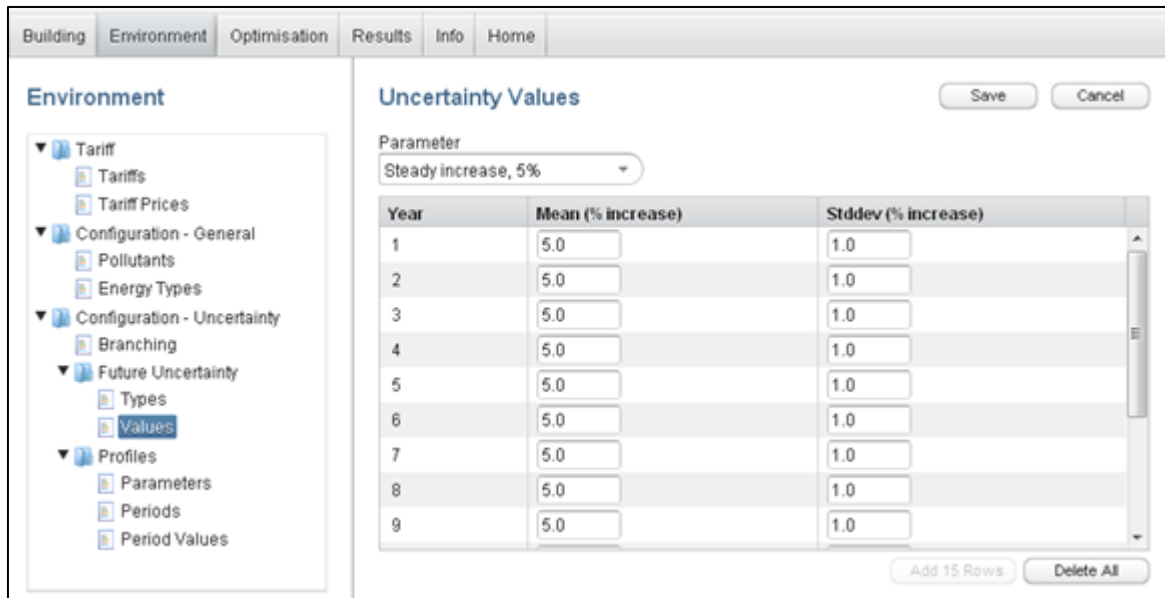 Building Environment Optimisation Results Info Home
Environment
Tariff
Tariffs
Tariff Prices
Configuration - General
Pollutants
Energy Types
Configuration - Uncertainty
Branching
Future Uncertainty
Types
Values
Profiles
Parameters
Periods
Period Values
Uncertainty Values Save Cancel
Parameter
Steady increase, 5%
Year Mean (% increase) Stddev (% increase)
1 5.0 1.0
2 5.0 1.0
3 5.0 1.0
4 5.0 1.0
5 5.0 1.0
6 5.0 1.0
7 5.0 1.0
8 5.0 1.0
9 5.0 1.0
Add 15 Rows Delete All